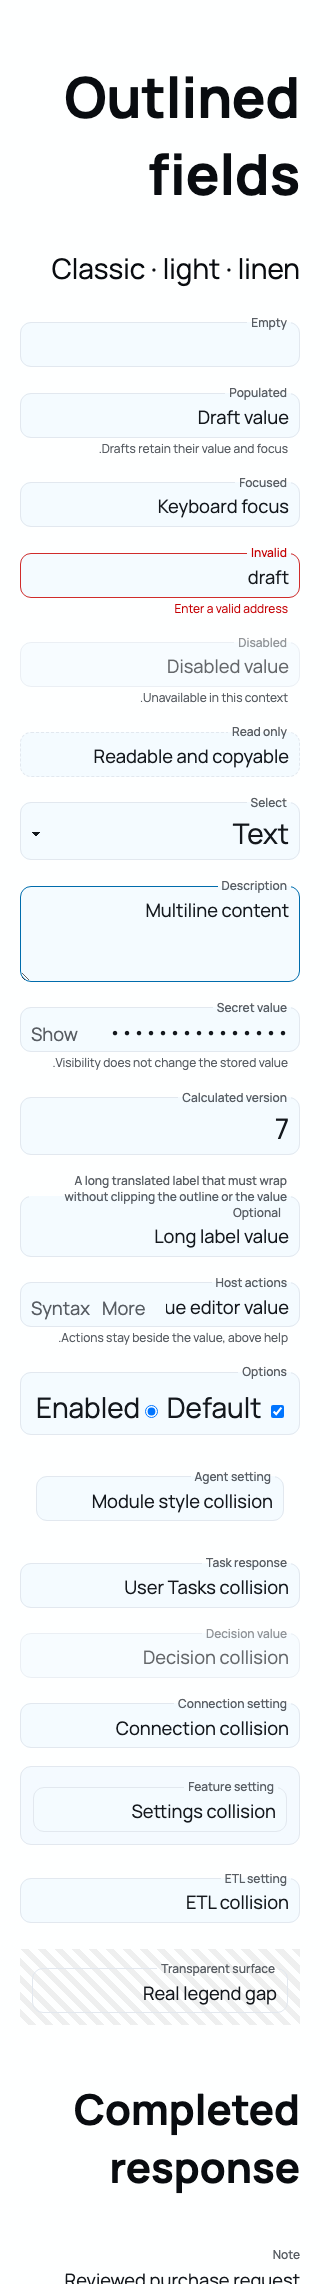 Outlined
fields
Classic · light · linen
Empty
Populated
Draft value
.Drafts retain their value and focus
Focused
Keyboard focus
Invalid
draft
Enter a valid address
Disabled
Disabled value
.Unavailable in this context
Read only
Readable and copyable
Select
Text
Description
Multiline content
Secret value
Show ••••••••••••••
.Visibility does not change the stored value
Calculated version
7
A long translated label that must wrap
without clipping the outline or the value
Optional
Long label value
Host actions
Syntax More ue editor value
.Actions stay beside the value, above help
Options
Enabled Default
Agent setting
Module style collision
Task response
User Tasks collision
Decision value
Decision collision
Connection setting
Connection collision
Feature setting
Settings collision
ETL setting
ETL collision
Transparent surface
Real legend gap
Completed
response
Note
Reviewed purchase request